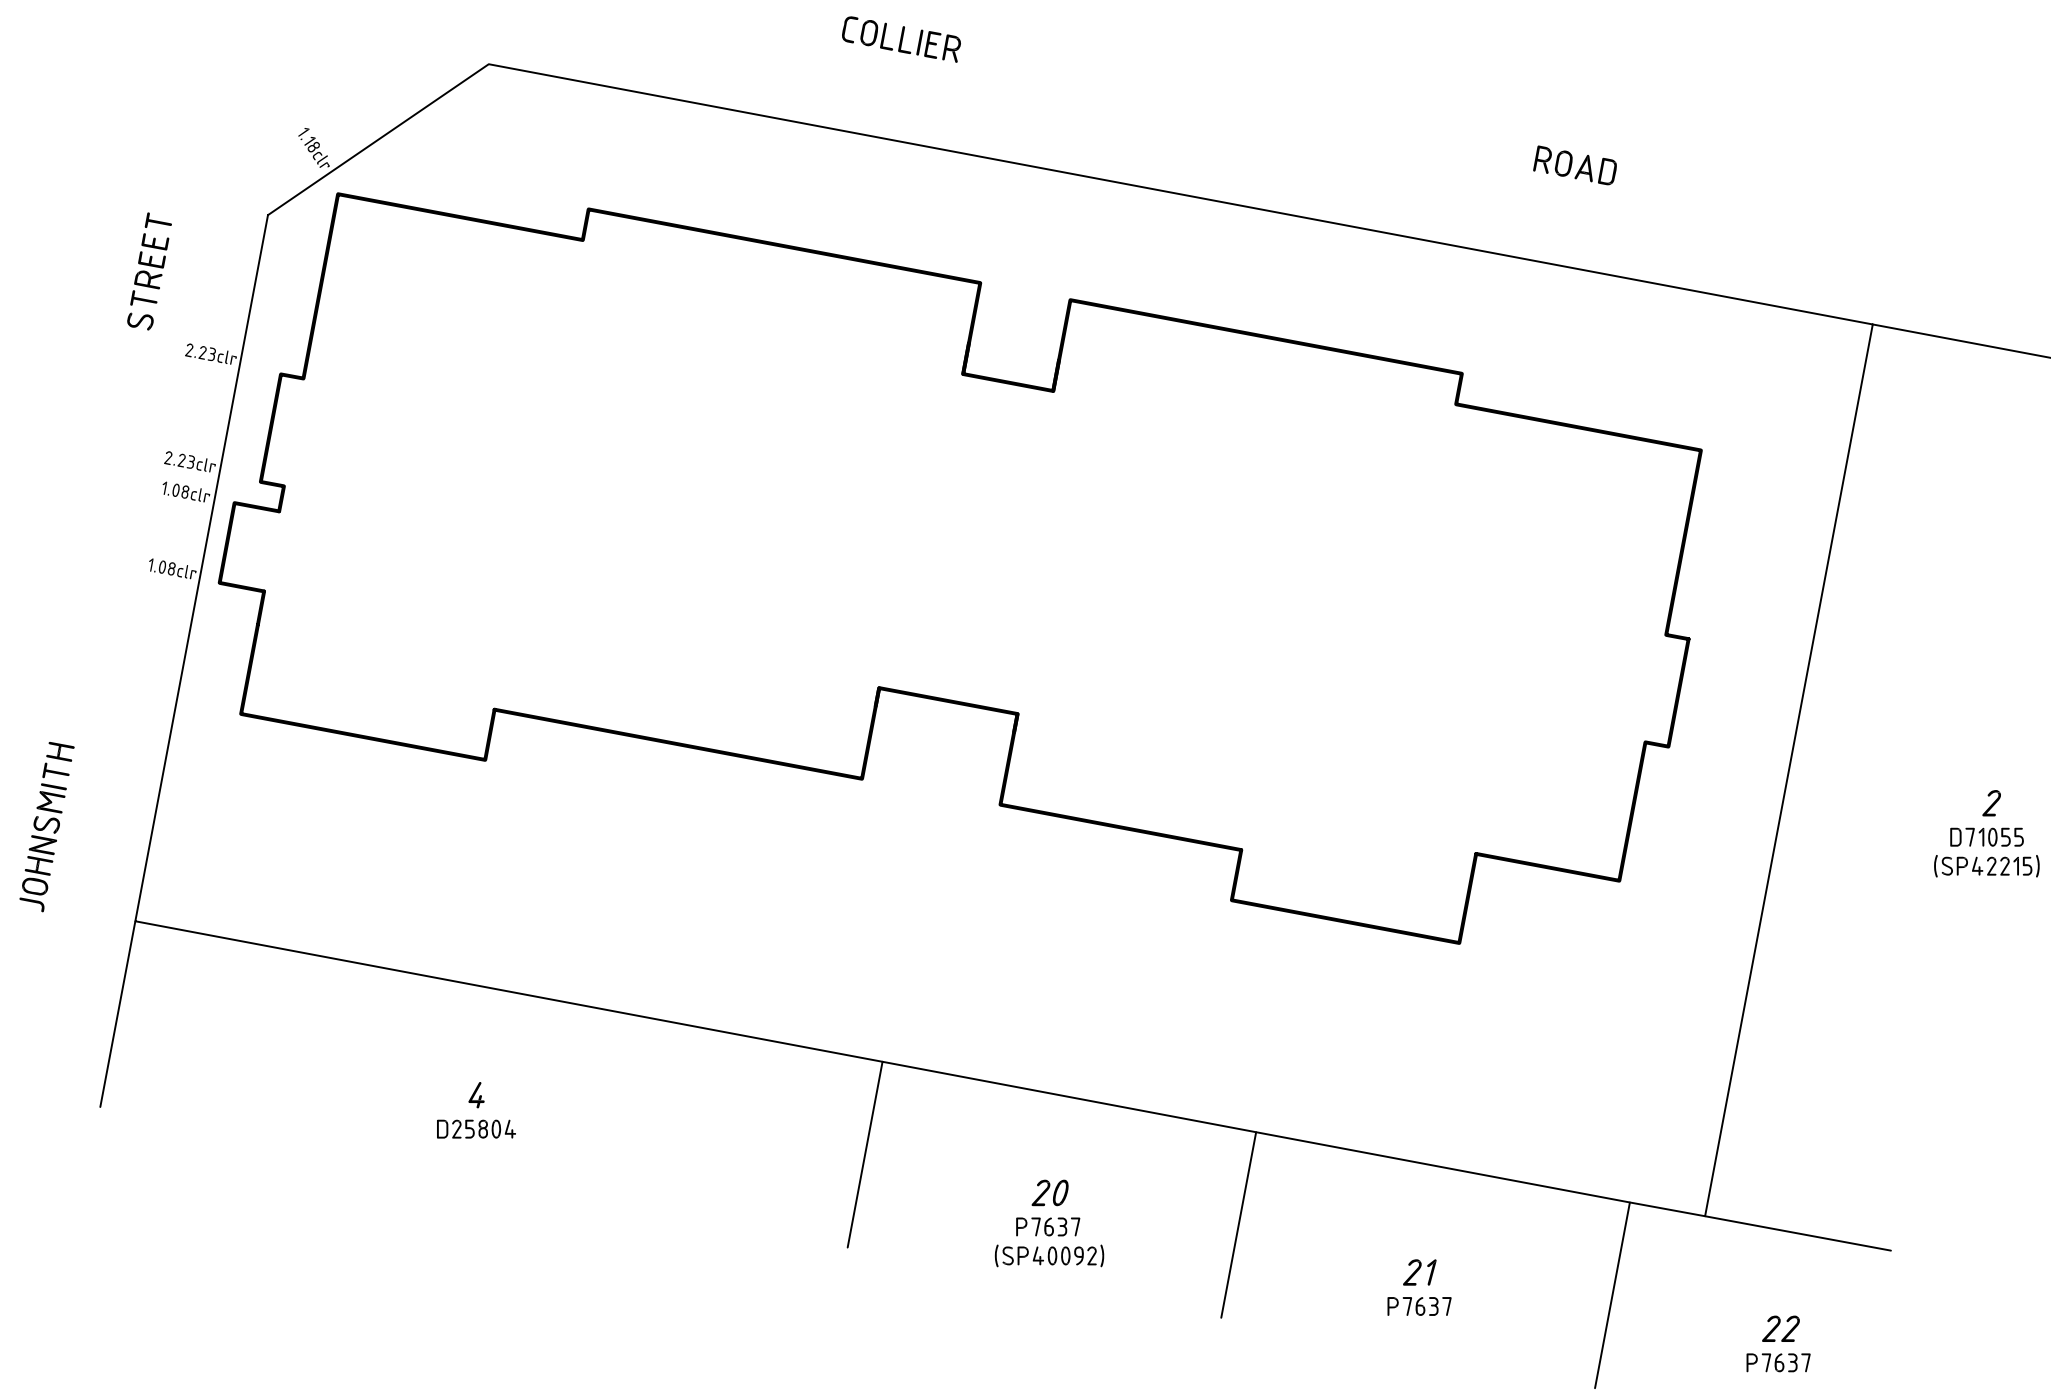 COLLIER
ROAD
1.18clr
STREET
2.23clr
2.23clr
1.08clr
1.08clr
JOHNSMITH
2
D71055
(SP42215)
4
D25804
20
P7637
(SP40092)
21
P7637
22
P7637